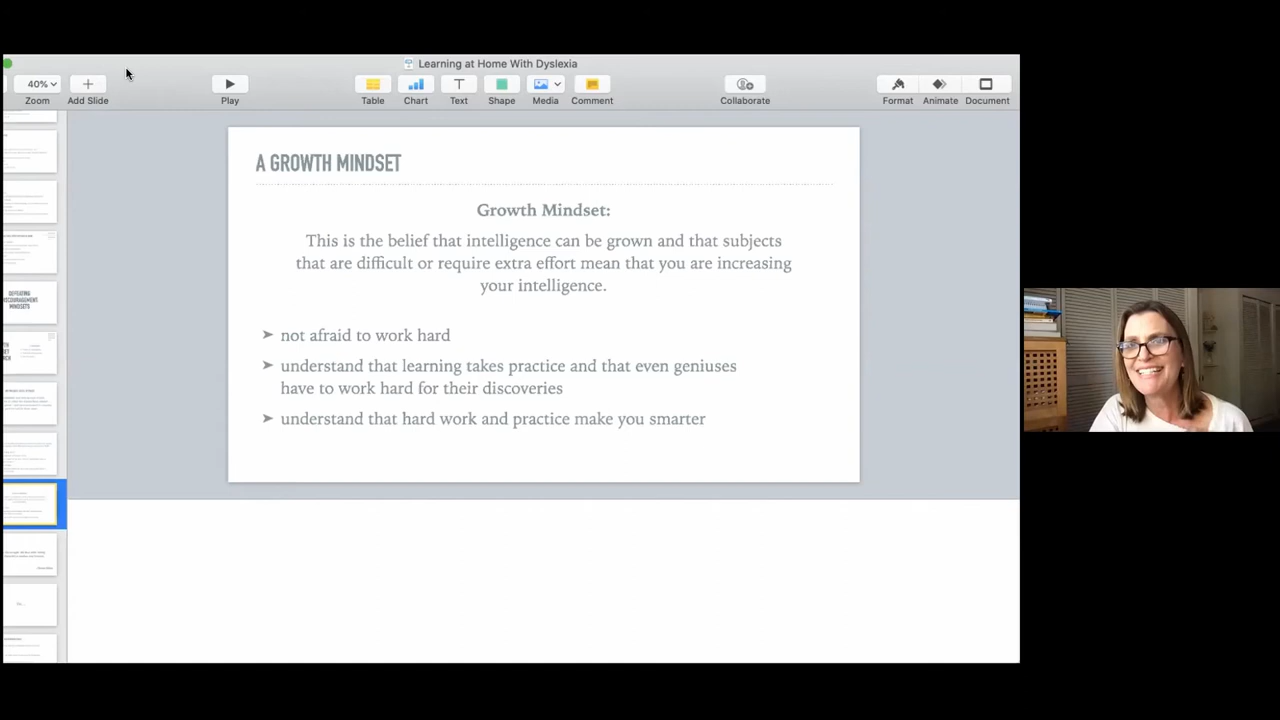 Learning at Home With Dyslexia
40%
Zoom
Add Slide
Play
Table
Chart
Text
Shape
Media
Comment
Collaborate
Format
Animate
Document
A GROWTH MINDSET
Growth Mindset:
This is the belief that intelligence can be grown and that subjects
that are difficult or require extra effort mean that you are increasing
your intelligence.
➤ not afraid to work hard
➤ understand that learning takes practice and that even geniuses
have to work hard for their discoveries
➤ understand that hard work and practice make you smarter